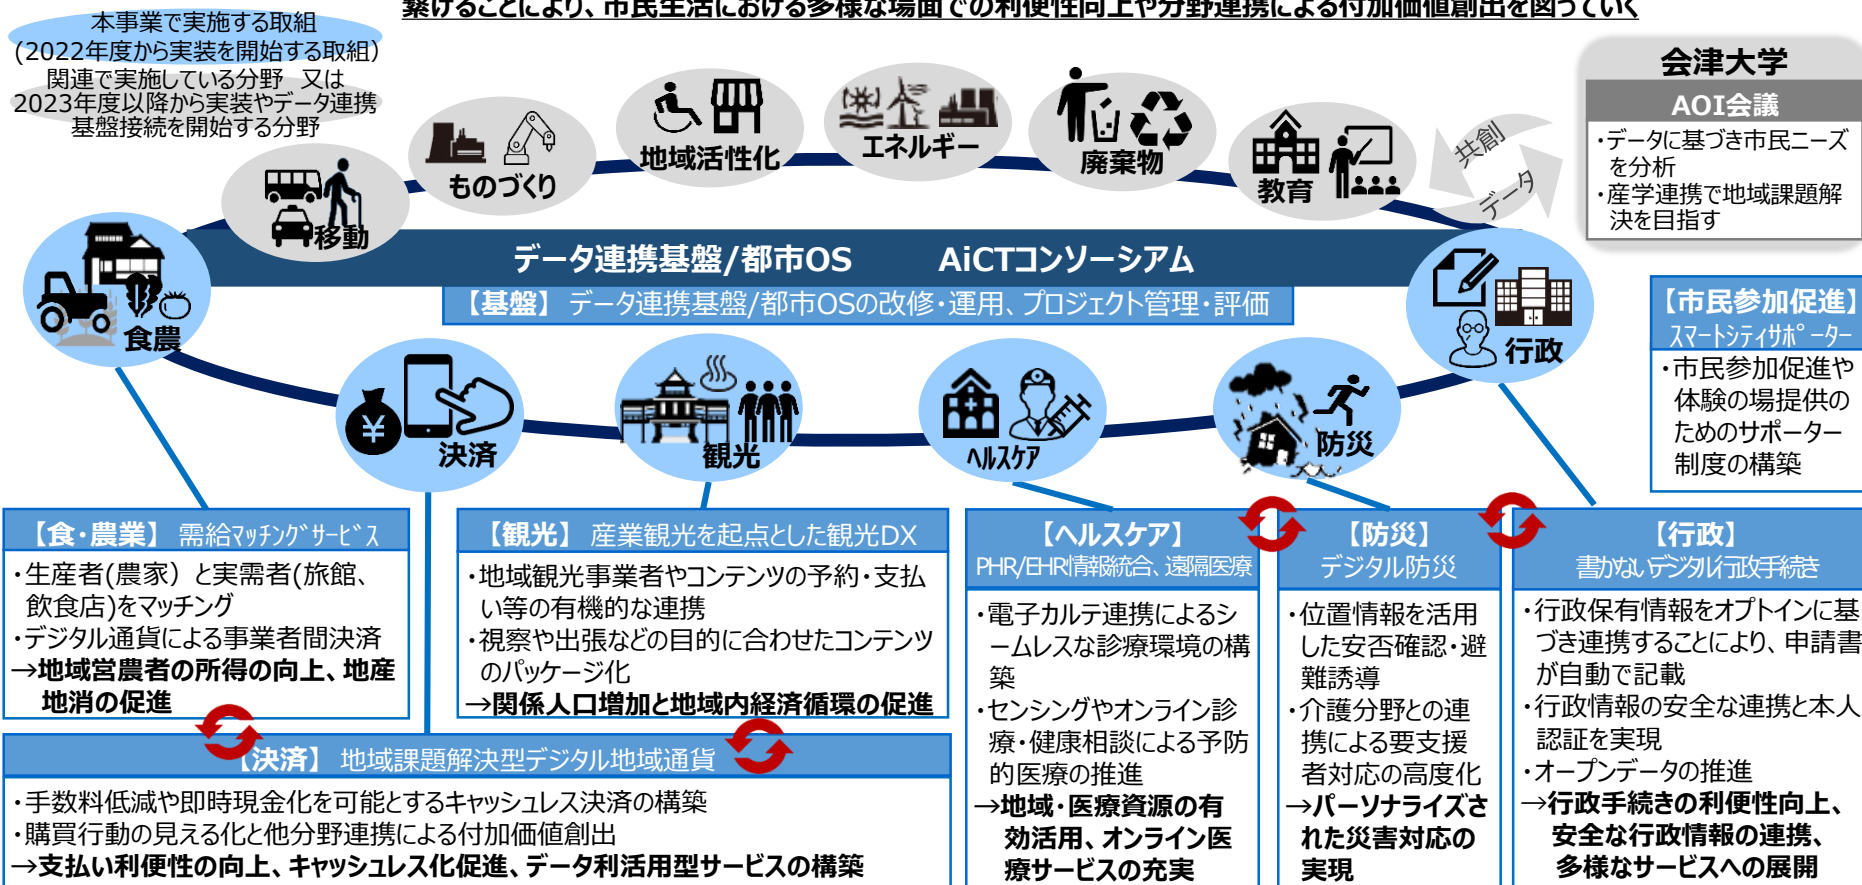 繋げることにより、市民生活における多様な場面での利便性向上や分野連携による付加価値創出を図っていく
本事業で実施する取組
(2022年度から実装を開始する取組)
関連で実施している分野 又は
2023年度以降から実装やデータ連携
基盤接続を開始する分野
移動
ものづくり
地域活性化
エネルギー
廃棄物
教育
共創
データ
会津大学
AOI会議
・データに基づき市民ニーズ
を分析
・産学連携で地域課題解
決を目指す
データ連携基盤/都市OS AiCTコンソーシアム
【基盤】 データ連携基盤/都市OSの改修・運用、プロジェクト管理・評価
食農
決済
¥
観光
ヘルスケア
防災
行政
【市民参加促進】
スマートシティサポーター
・市民参加促進や
体験の場提供の
ためのサポーター
制度の構築
【食・農業】 需給マッチングサービス
・生産者(農家) と実需者(旅館、
飲食店)をマッチング
・デジタル通貨による事業者間決済
→地域営農者の所得の向上、地産
地消の促進
【観光】 産業観光を起点とした観光DX
・地域観光事業者やコンテンツの予約・支払
い等の有機的な連携
・視察や出張などの目的に合わせたコンテンツ
のパッケージ化
→関係人口増加と地域内経済循環の促進
【決済】 地域課題解決型デジタル地域通貨
・手数料低減や即時現金化を可能とするキャッシュレス決済の構築
・購買行動の見える化と他分野連携による付加価値創出
→支払い利便性の向上、キャッシュレス化促進、データ利活用型サービスの構築
【ヘルスケア】
PHR/EHR情報統合、遠隔医療
・電子カルテ連携によるシ
ームレスな診療環境の構
築
・センシングやオンライン診
療・健康相談による予防
的医療の推進
→地域・医療資源の有
効活用、オンライン医
療サービスの充実
【防災】
デジタル防災
・位置情報を活用
した安否確認・避
難誘導
・介護分野との連
携による要支援
者対応の高度化
→パーソナライズさ
れた災害対応の
実現
【行政】
書かないデジタル行政手続き
・行政保有情報をオプトインに基
づき連携することにより、申請書
が自動で記載
・行政情報の安全な連携と本人
認証を実現
・オープンデータの推進
→行政手続きの利便性向上、
安全な行政情報の連携、
多様なサービスへの展開